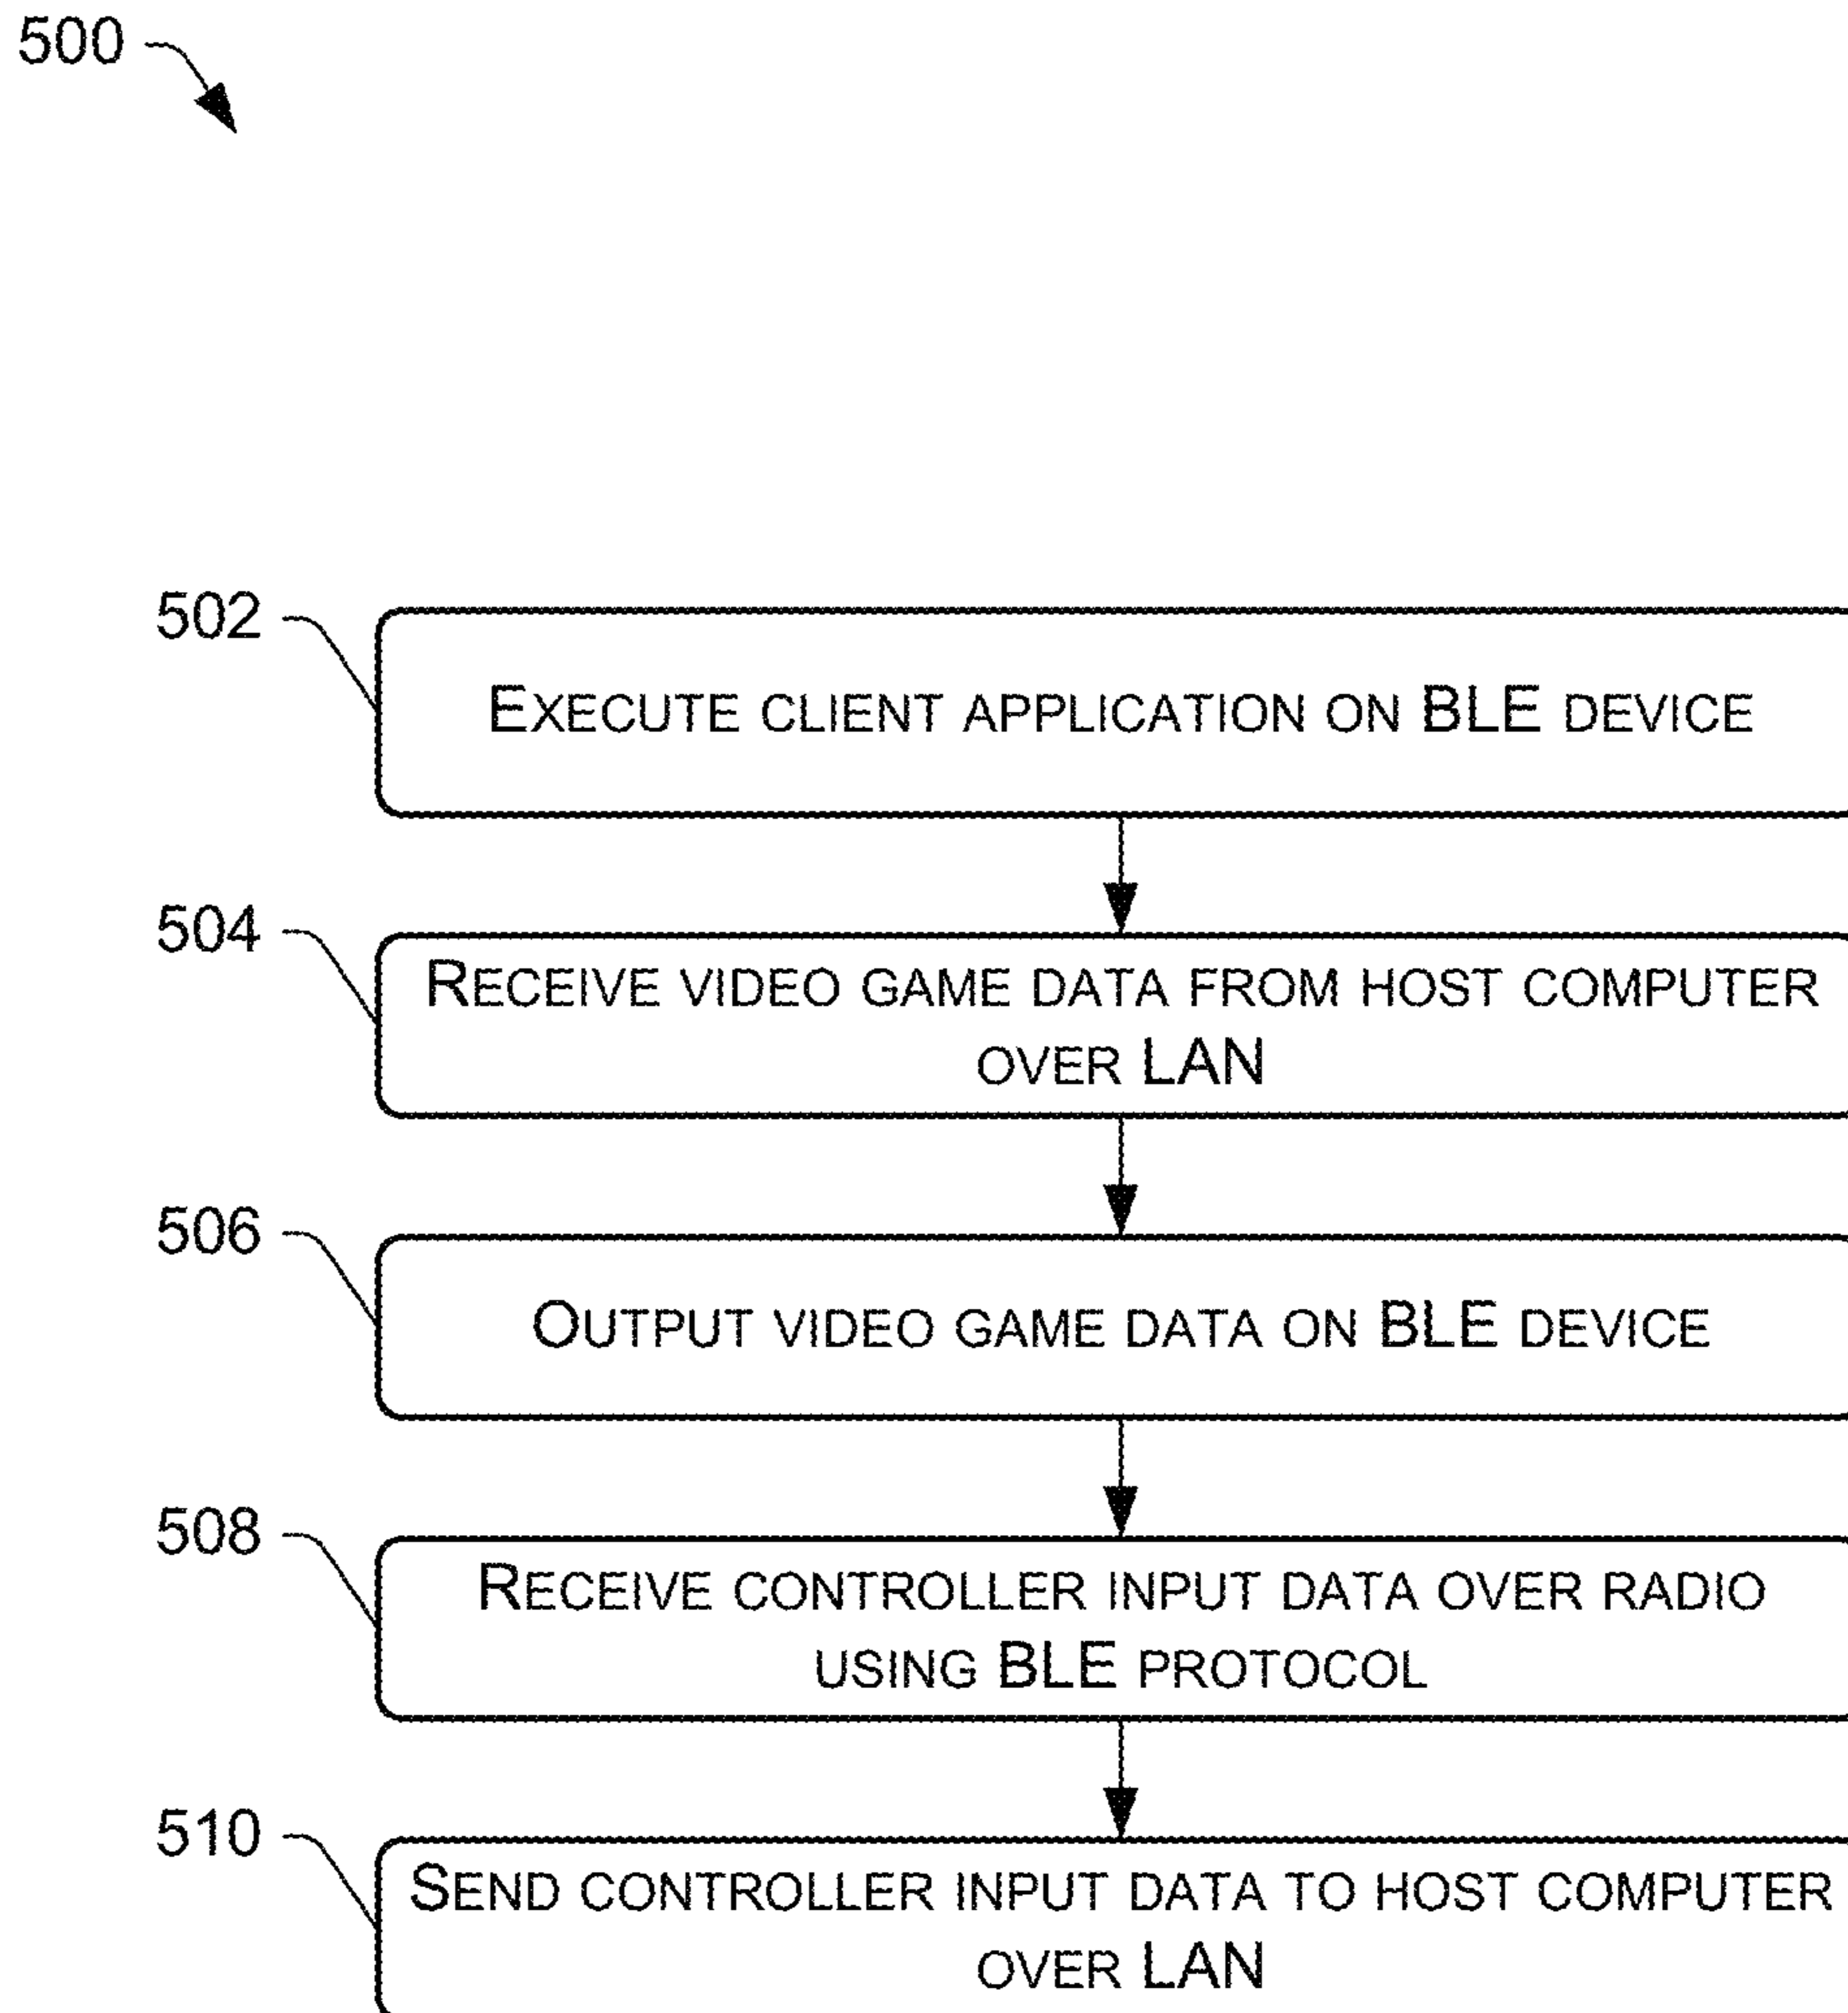 500
502
EXECUTE CLIENT APPLICATION ON BLE DEVICE
504
RECEIVE VIDEO GAME DATA FROM HOST COMPUTER
OVER LAN
506
OUTPUT VIDEO GAME DATA ON BLE DEVICE
508
RECEIVE CONTROLLER INPUT DATA OVER RADIO
USING BLE PROTOCOL
510
SEND CONTROLLER INPUT DATA TO HOST COMPUTER
OVER LAN